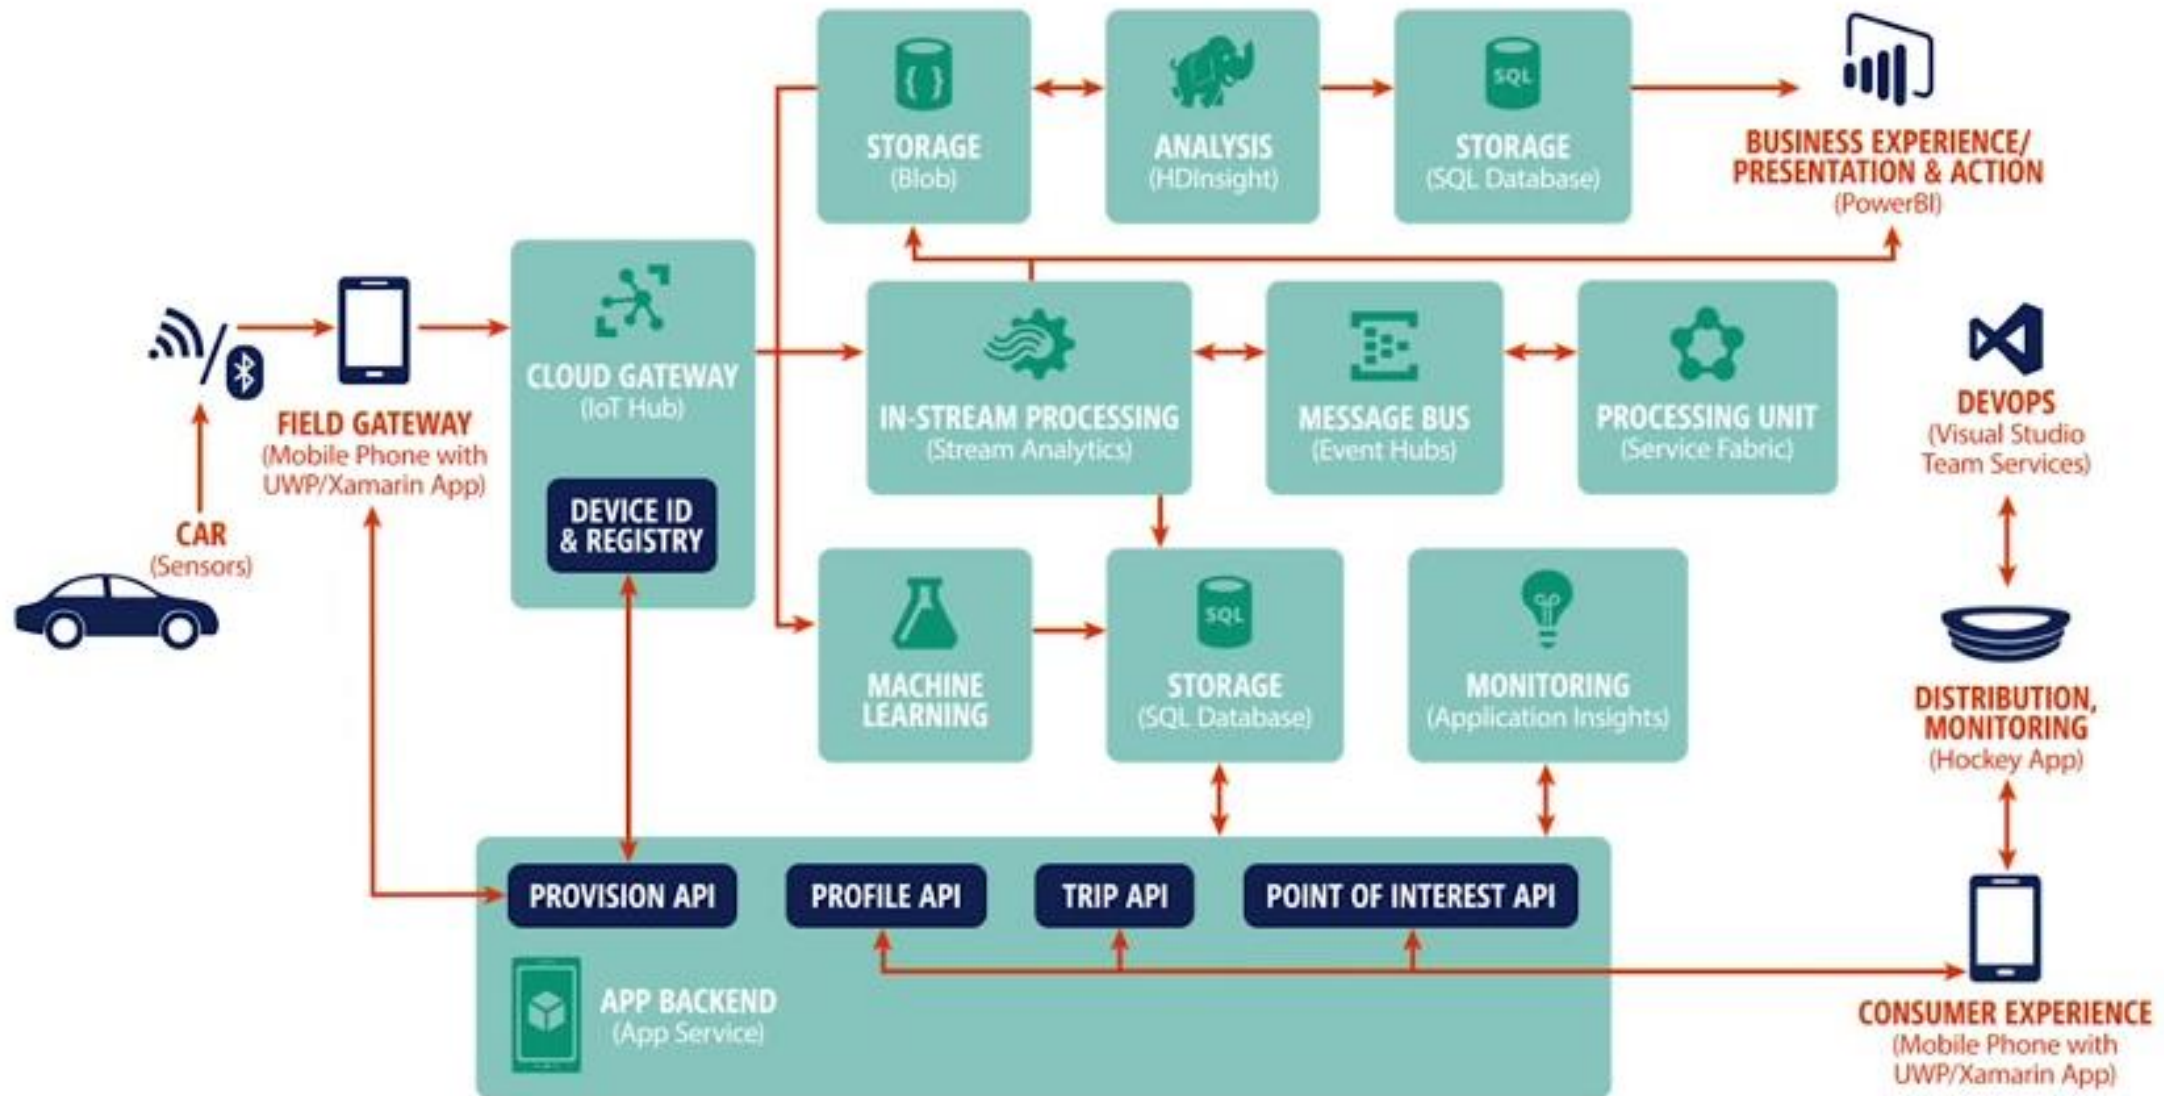 { }
STORAGE
(Blob)
ANALYSIS
(HDInsight)
SQL
STORAGE
(SQL Database)
BUSINESS EXPERIENCE/
PRESENTATION & ACTION
(PowerBI)
CLOUD GATEWAY
(IoT Hub)
DEVICE ID
& REGISTRY
FIELD GATEWAY
(Mobile Phone with
UWP/Xamarin App)
CAR
(Sensors)
IN-STREAM PROCESSING
(Stream Analytics)
MESSAGE BUS
(Event Hubs)
PROCESSING UNIT
(Service Fabric)
DEVOPS
(Visual Studio
Team Services)
MACHINE
LEARNING
SQL
STORAGE
(SQL Database)
MONITORING
(Application Insights)
DISTRIBUTION,
MONITORING
(Hockey App)
PROVISION API
PROFILE API
TRIP API
POINT OF INTEREST API
APP BACKEND
(App Service)
CONSUMER EXPERIENCE
(Mobile Phone with
UWP/Xamarin App)